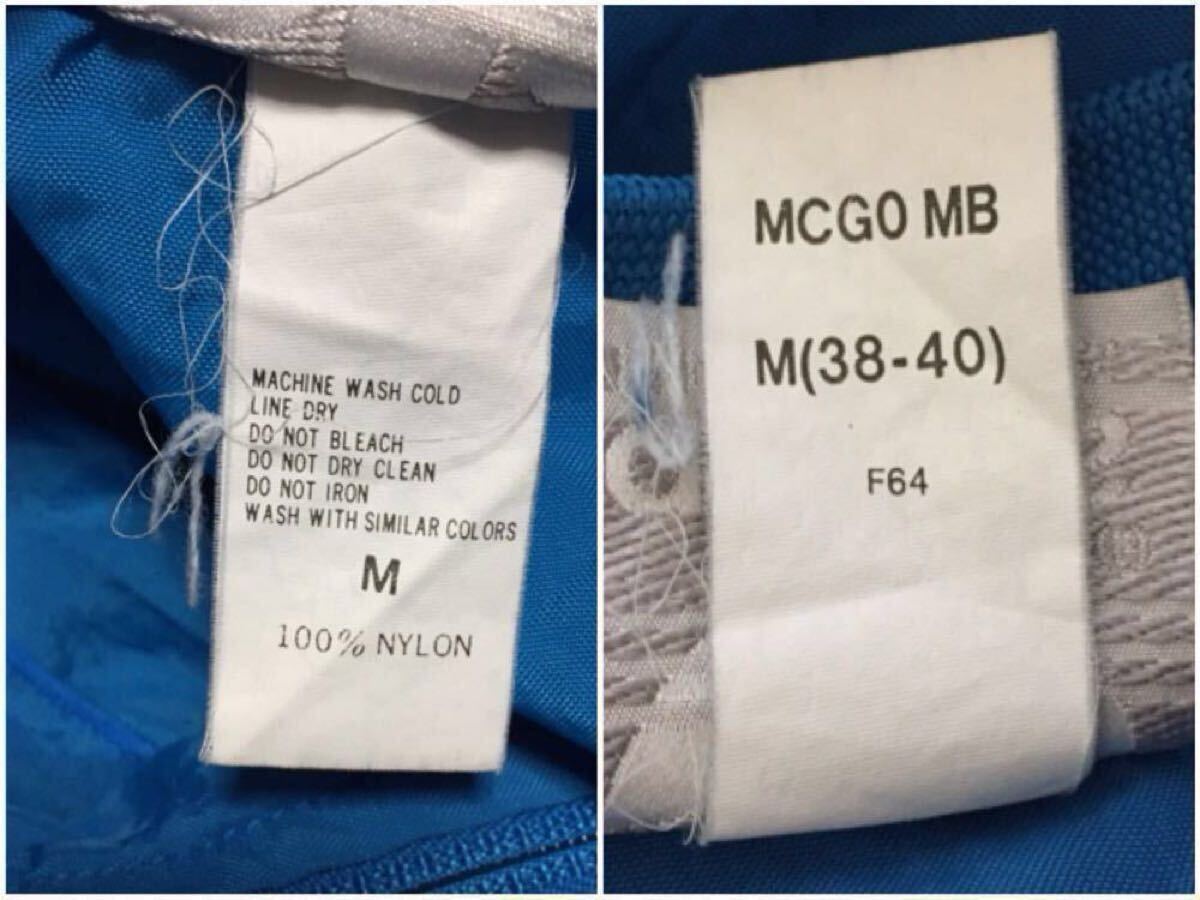 MACHINE WASH COLD
LINE DRY
DO NOT BLEACH
DO NOT DRY CLEAN
DO NOT IRON
WASH WITH SIMILAR COLORS
M
100% NYLON
MCGO MB
M(38-40)
F64